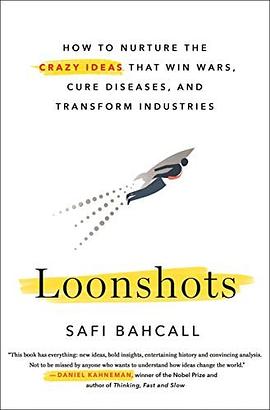 HOW TO NURTURE THE
CRAZY IDEAS THAT WIN WARS,
CURE DISEASES, AND
TRANSFORM INDUSTRIES
Loonshots
SAFI BAHCALL
"This book has everything: new ideas, bold insights, entertaining history and convincing analysis.
Not to be missed by anyone who wants to understand how ideas change the world."
—DANIEL KAHNEMAN, winner of the Nobel Prize and
author of Thinking, Fast and Slow